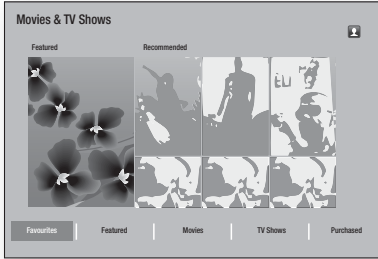 Movies & TV Shows
Featured
Recommended
Favourites
Featured
Movies
TV Shows
Purchased